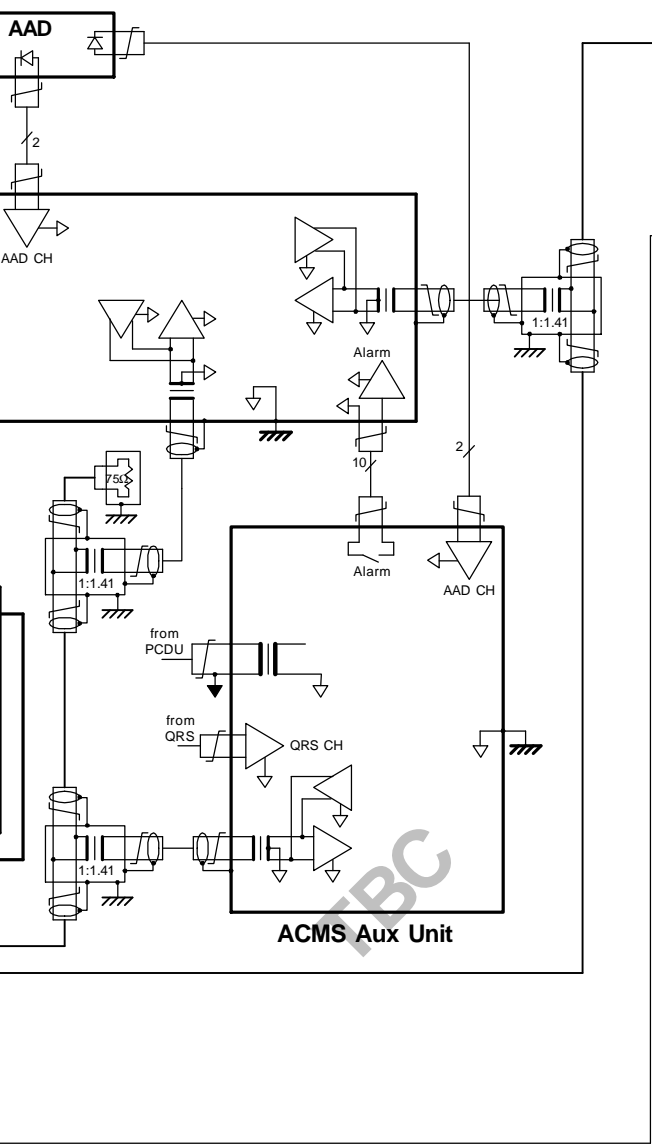 AAD
2
AAD CH
1:1.41
Alarm
10
2
75Ω
1:1.41
Alarm
AAD CH
from
PCDU
from
QRS
QRS CH
1:1.41
TBC
ACMS Aux Unit